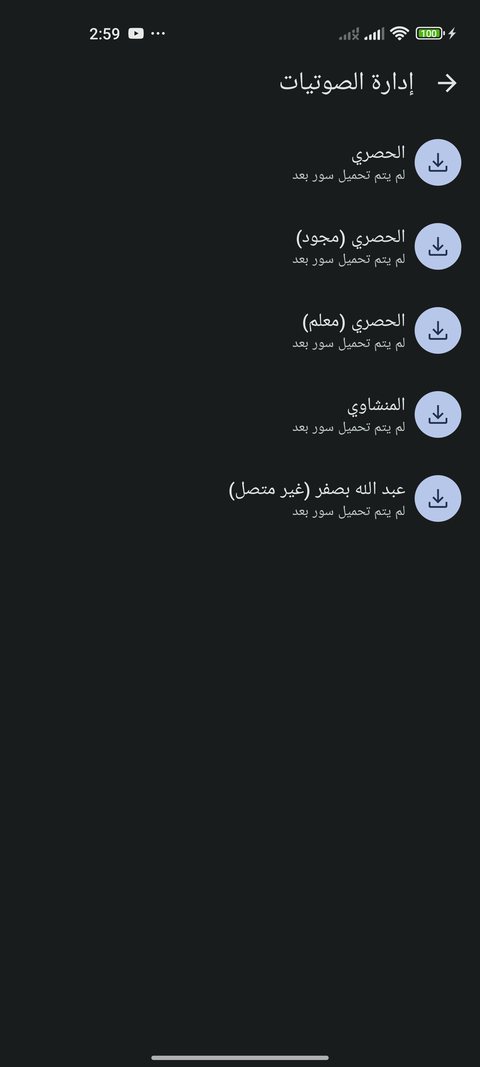 2:59
100
إدارة الصوتيات
الحصري
لم يتم تحميل سور بعد
الحصري (مجود)
لم يتم تحميل سور بعد
الحصري (معلم)
لم يتم تحميل سور بعد
المنشاوي
لم يتم تحميل سور بعد
عبد الله بصفر (غير متصل)
لم يتم تحميل سور بعد